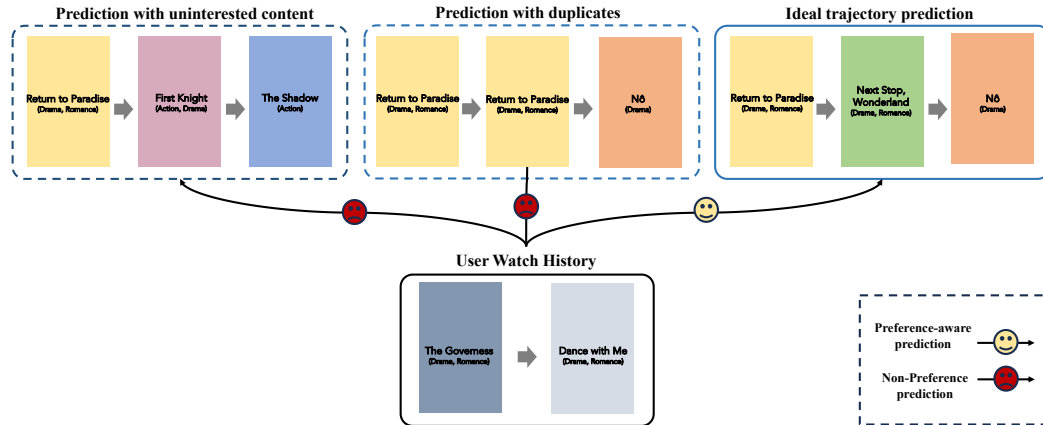 Prediction with uninterested content
Return to Paradise
(Drama, Romance)
First Knight
(Action, Drama)
The Shadow
(Action)
Prediction with duplicates
Return to Paradise
(Drama, Romance)
Return to Paradise
(Drama, Romance)
Nô
(Drama)
Ideal trajectory prediction
Return to Paradise
(Drama, Romance)
Next Stop,
Wonderland
(Drama, Romance)
Nô
(Drama)
User Watch History
The Governess
(Drama, Romance)
Dance with Me
(Drama, Romance)
Preference-aware
prediction
Non-Preference
prediction